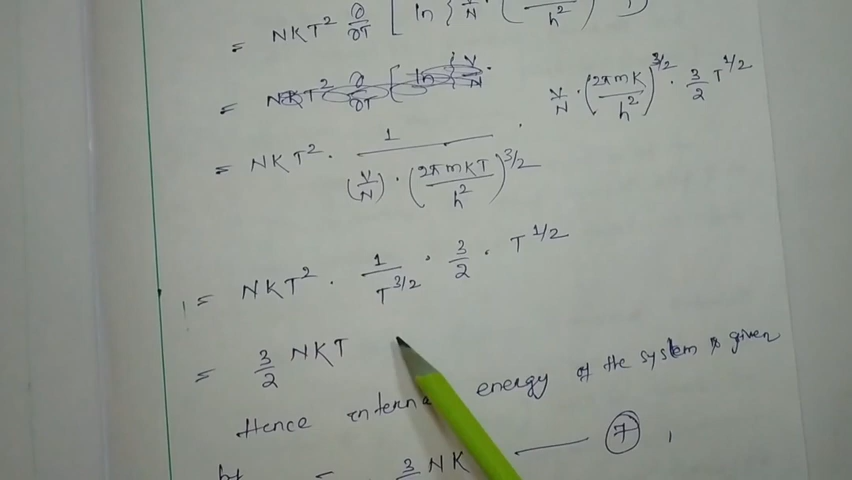 = NKT² ∂/∂T [ ln { V/N · ( /h² )
= NKT² ∂/∂T [ ln { V/N ·
= NKT² · 1/((V/N) · (2πmKT/h²)^3/2) · V/N · (2πmK/h²)^3/2 · 3/2 T^1/2
= NKT² · 1/T^3/2 · 3/2 · T^1/2
= 3/2 NKT
Hence interna energy of the system is given
by = 3/2 NK — 7